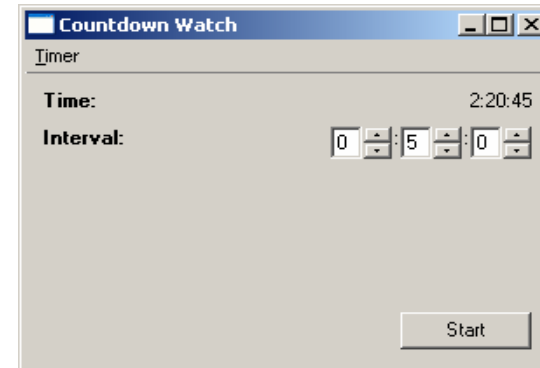 Countdown Watch
Timer
Time: 2:20:45
Interval: 0 : 5 : 0
Start